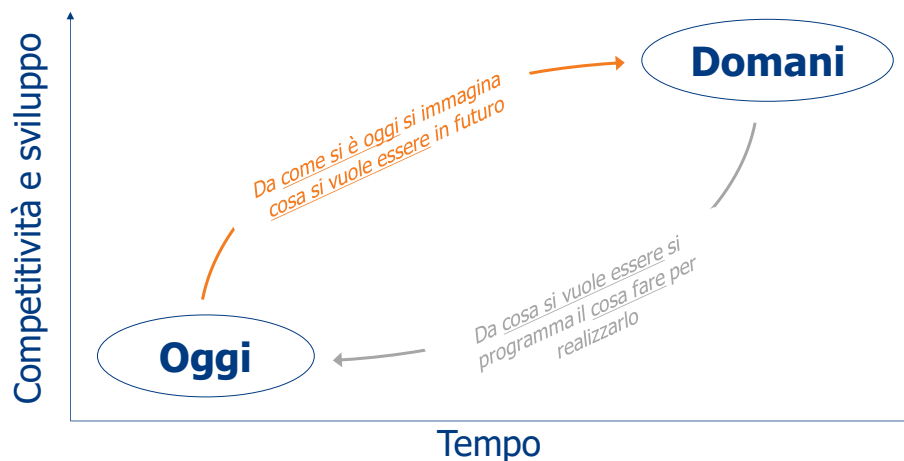 Competitività e sviluppo
Domani
Da come si è oggi si immagina
cosa si vuole essere in futuro
Da cosa si vuole essere si
programma il cosa fare per
realizzarlo
Oggi
Tempo